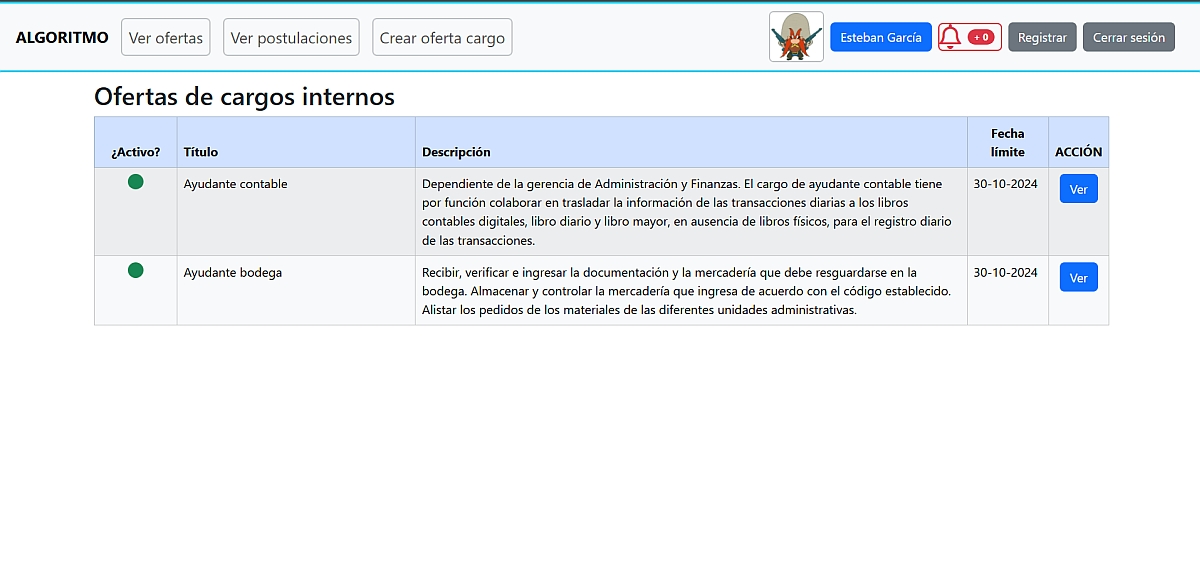 ALGORITMO Ver ofertas Ver postulaciones Crear oferta cargo Esteban García + 0 Registrar Cerrar sesión
Ofertas de cargos internos
¿Activo? Título Descripción Fecha límite ACCIÓN
Ayudante contable Dependiente de la gerencia de Administración y Finanzas. El cargo de ayudante contable tiene 30-10-2024 Ver
por función colaborar en trasladar la información de las transacciones diarias a los libros
contables digitales, libro diario y libro mayor, en ausencia de libros físicos, para el registro diario
de las transacciones.
Ayudante bodega Recibir, verificar e ingresar la documentación y la mercadería que debe resguardarse en la 30-10-2024 Ver
bodega. Almacenar y controlar la mercadería que ingresa de acuerdo con el código establecido.
Alistar los pedidos de los materiales de las diferentes unidades administrativas.